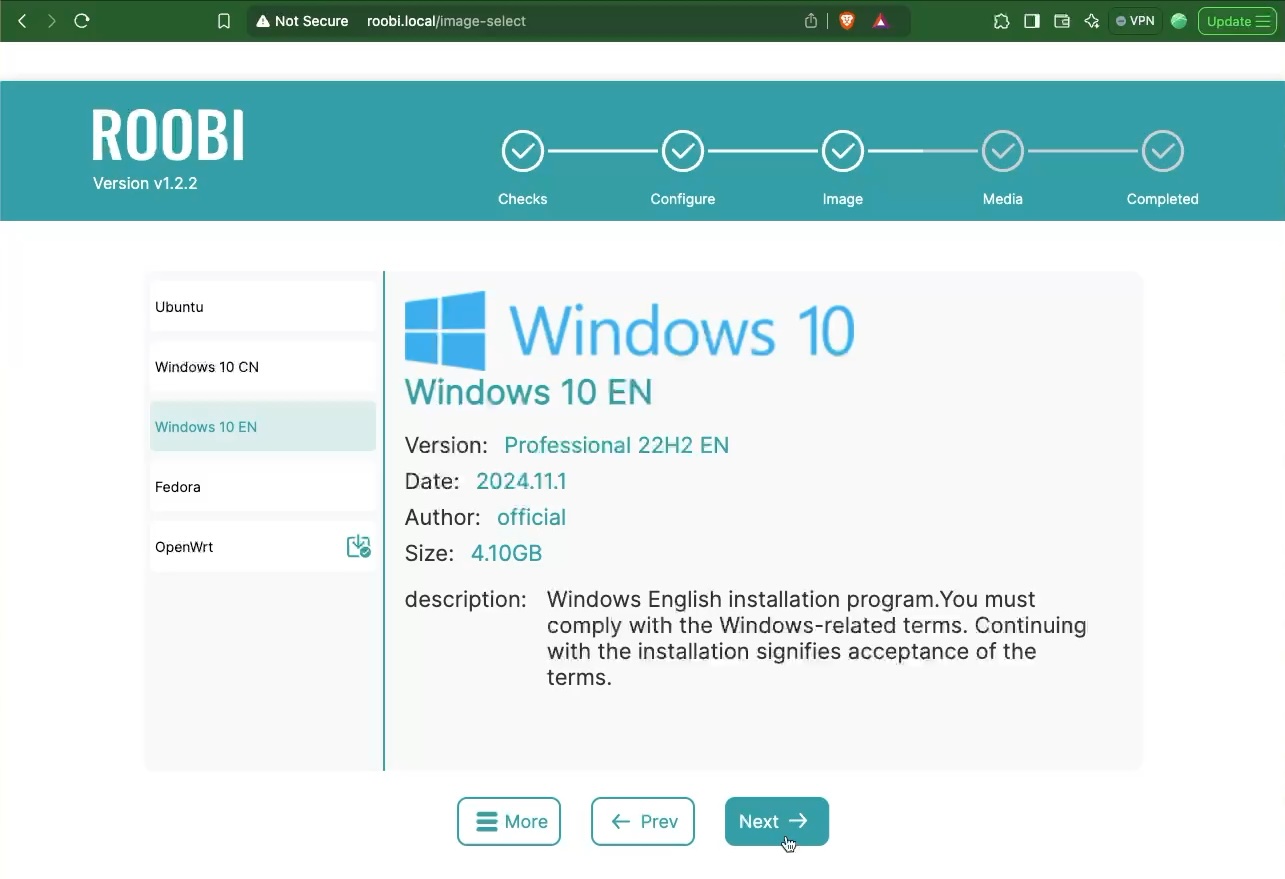 Not Secure roobi.local/image-select VPN Update
ROOBI
Version v1.2.2
Checks Configure Image Media Completed
Ubuntu
Windows 10 CN
Windows 10 EN
Fedora
OpenWrt
Windows 10
Windows 10 EN
Version: Professional 22H2 EN
Date: 2024.11.1
Author: official
Size: 4.10GB
description: Windows English installation program.You must
comply with the Windows-related terms. Continuing
with the installation signifies acceptance of the
terms.
More Prev Next